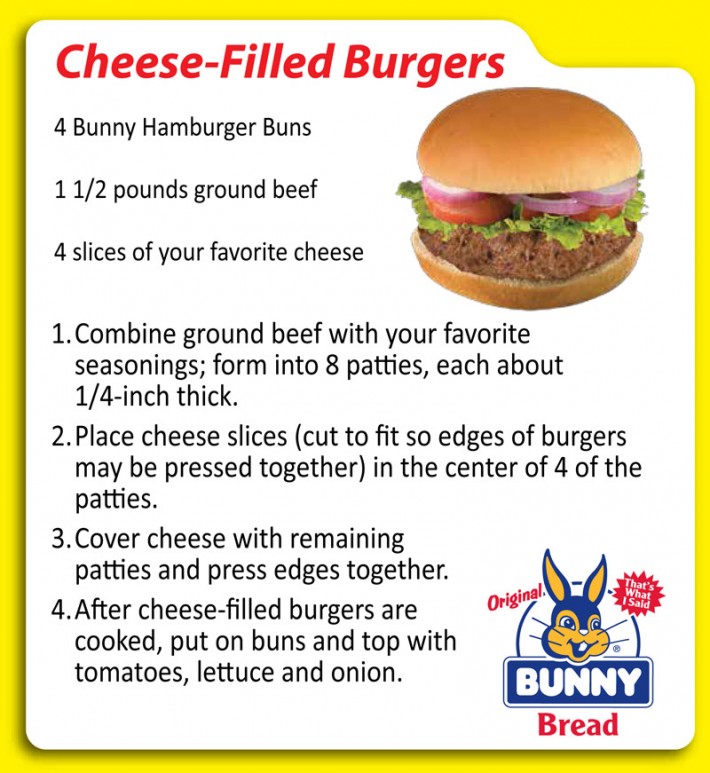 Cheese-Filled Burgers
4 Bunny Hamburger Buns
1 1/2 pounds ground beef
4 slices of your favorite cheese
1. Combine ground beef with your favorite
seasonings; form into 8 patties, each about
1/4-inch thick.
2. Place cheese slices (cut to fit so edges of burgers
may be pressed together) in the center of 4 of the
patties.
3. Cover cheese with remaining
patties and press edges together.
4. After cheese-filled burgers are
cooked, put on buns and top with
tomatoes, lettuce and onion.
Original
That's
What
I Said
®
BUNNY
Bread